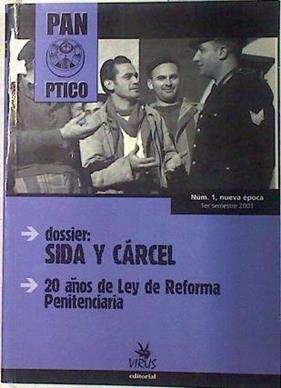 PAN
PTICO
Núm. 1, nueva época
1er semestre 2001
dossier:
SIDA Y CÁRCEL
20 años de Ley de Reforma
Penitenciaria
VIRUS
editorial